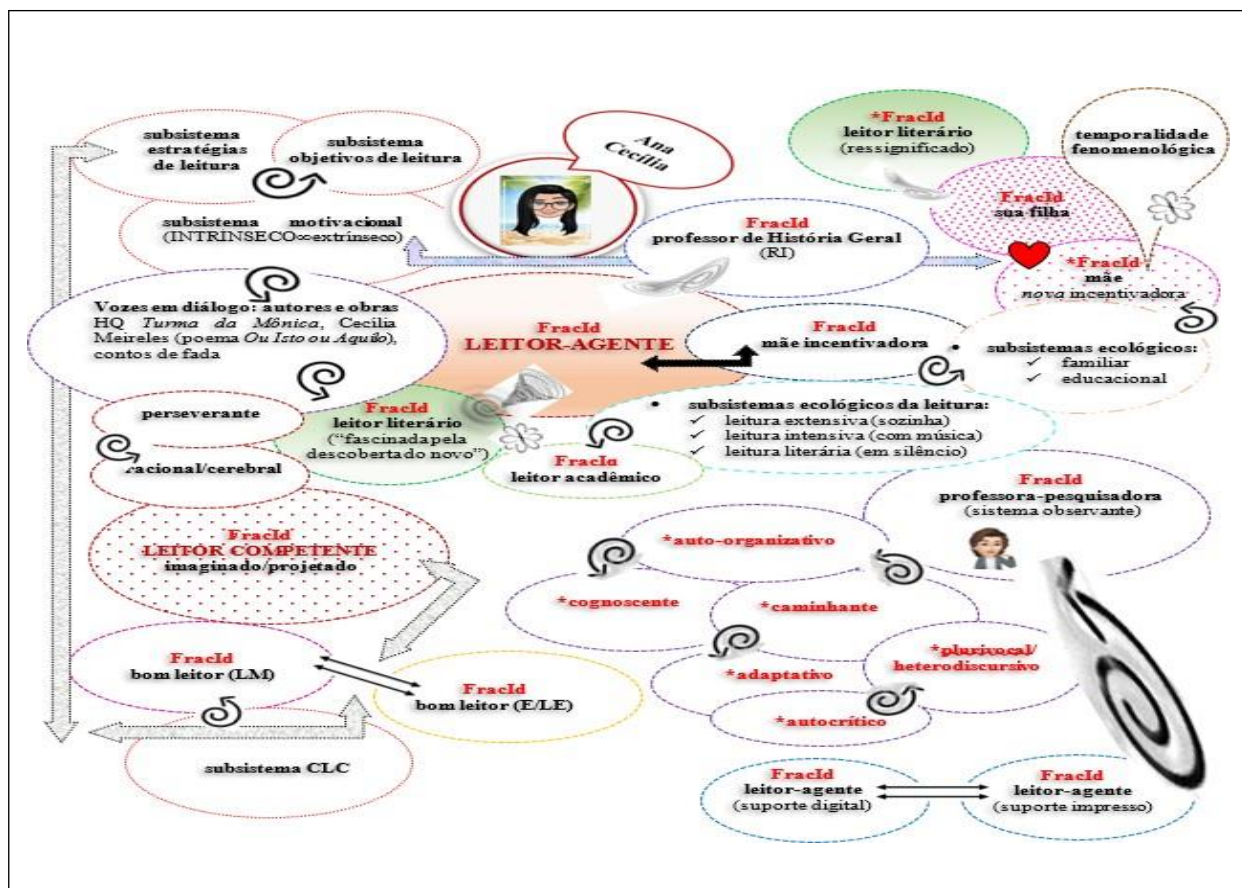 subsistema
estratégias
de leitura
subsistema
objetivos de leitura
subsistema motivacional
(INTRÍNSECO∞extrínseco)
Ana
Cecília
*FracId
leitor literário
(ressignificado)
temporalidade
fenomenológica
FracId
sua filha
FracId
professor de História Geral
(RI)
*FracId
mãe
nova incentivadora
Vozes em diálogo: autores e obras
HQ Turma da Mônica, Cecilia
Meireles (poema Ou Isto ou Aquilo),
contos de fada
FracId
LEITOR-AGENTE
FracId
mãe incentivadora
• subsistemas ecológicos:
✓ familiar
✓ educacional
perseverante
racional/cerebral
FracId
leitor literário
(“fascinada pela
descoberta do novo”)
• subsistemas ecológicos da leitura:
✓ leitura extensiva (sozinha)
✓ leitura intensiva (com música)
✓ leitura literária (em silêncio)
FracId
leitor acadêmico
FracId
professora-pesquisadora
(sistema observante)
FracId
LEITOR COMPETENTE
imaginado/projetado
*auto-organizativo
*cognoscente
*caminhante
*plurivocal/
heterodiscursivo
*adaptativo
*autocrítico
FracId
bom leitor (LM)
FracId
bom leitor (E/LE)
subsistema CLC
FracId
leitor-agente
(suporte digital)
FracId
leitor-agente
(suporte impresso)